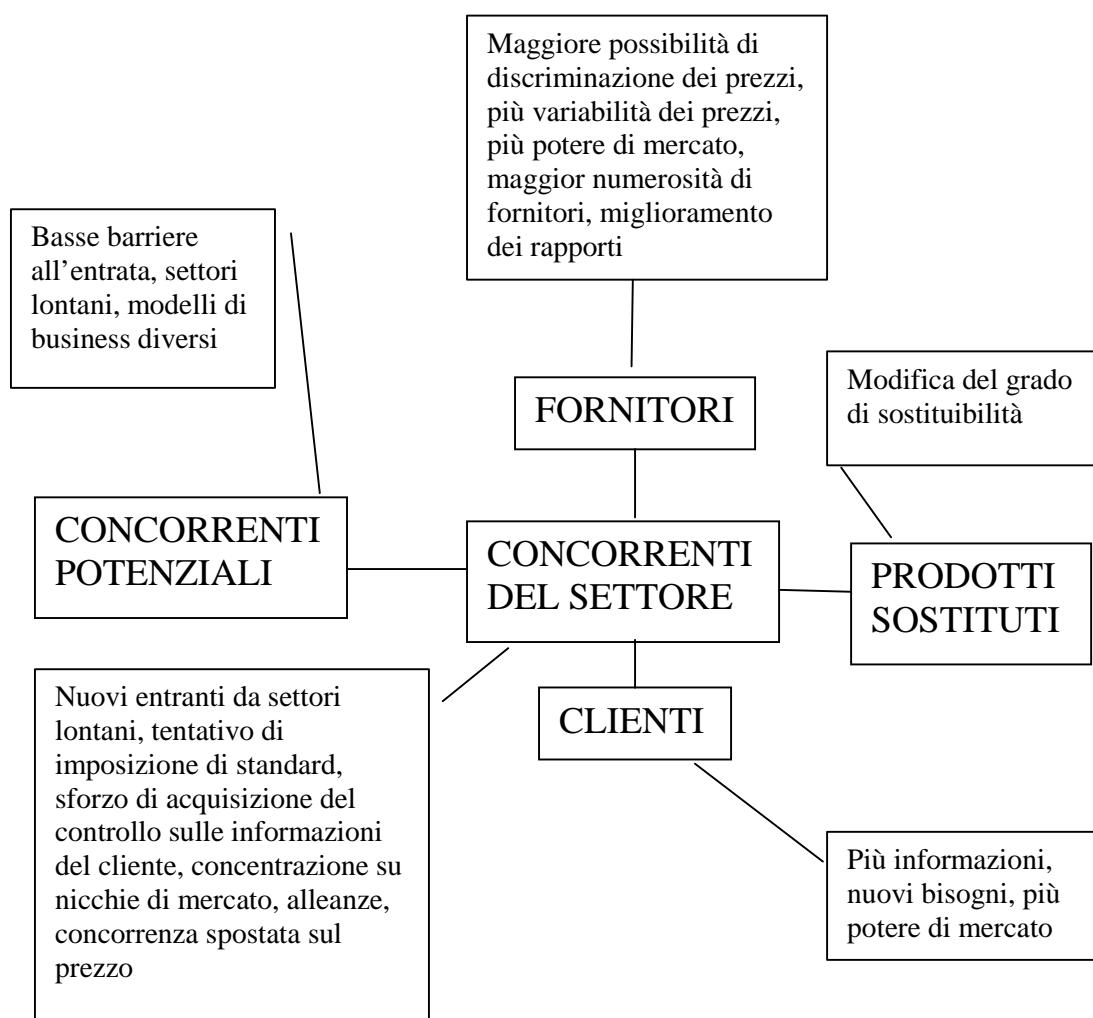 Maggiore possibilità di
discriminazione dei prezzi,
più variabilità dei prezzi,
più potere di mercato,
maggior numerosità di
fornitori, miglioramento
dei rapporti
Basse barriere
all’entrata, settori
lontani, modelli di
business diversi
Modifica del grado
di sostituibilità
FORNITORI
CONCORRENTI
POTENZIALI
CONCORRENTI
DEL SETTORE
PRODOTTI
SOSTITUTI
CLIENTI
Nuovi entranti da settori
lontani, tentativo di
imposizione di standard,
sforzo di acquisizione del
controllo sulle informazioni
del cliente, concentrazione su
nicchie di mercato, alleanze,
concorrenza spostata sul
prezzo
Più informazioni,
nuovi bisogni, più
potere di mercato